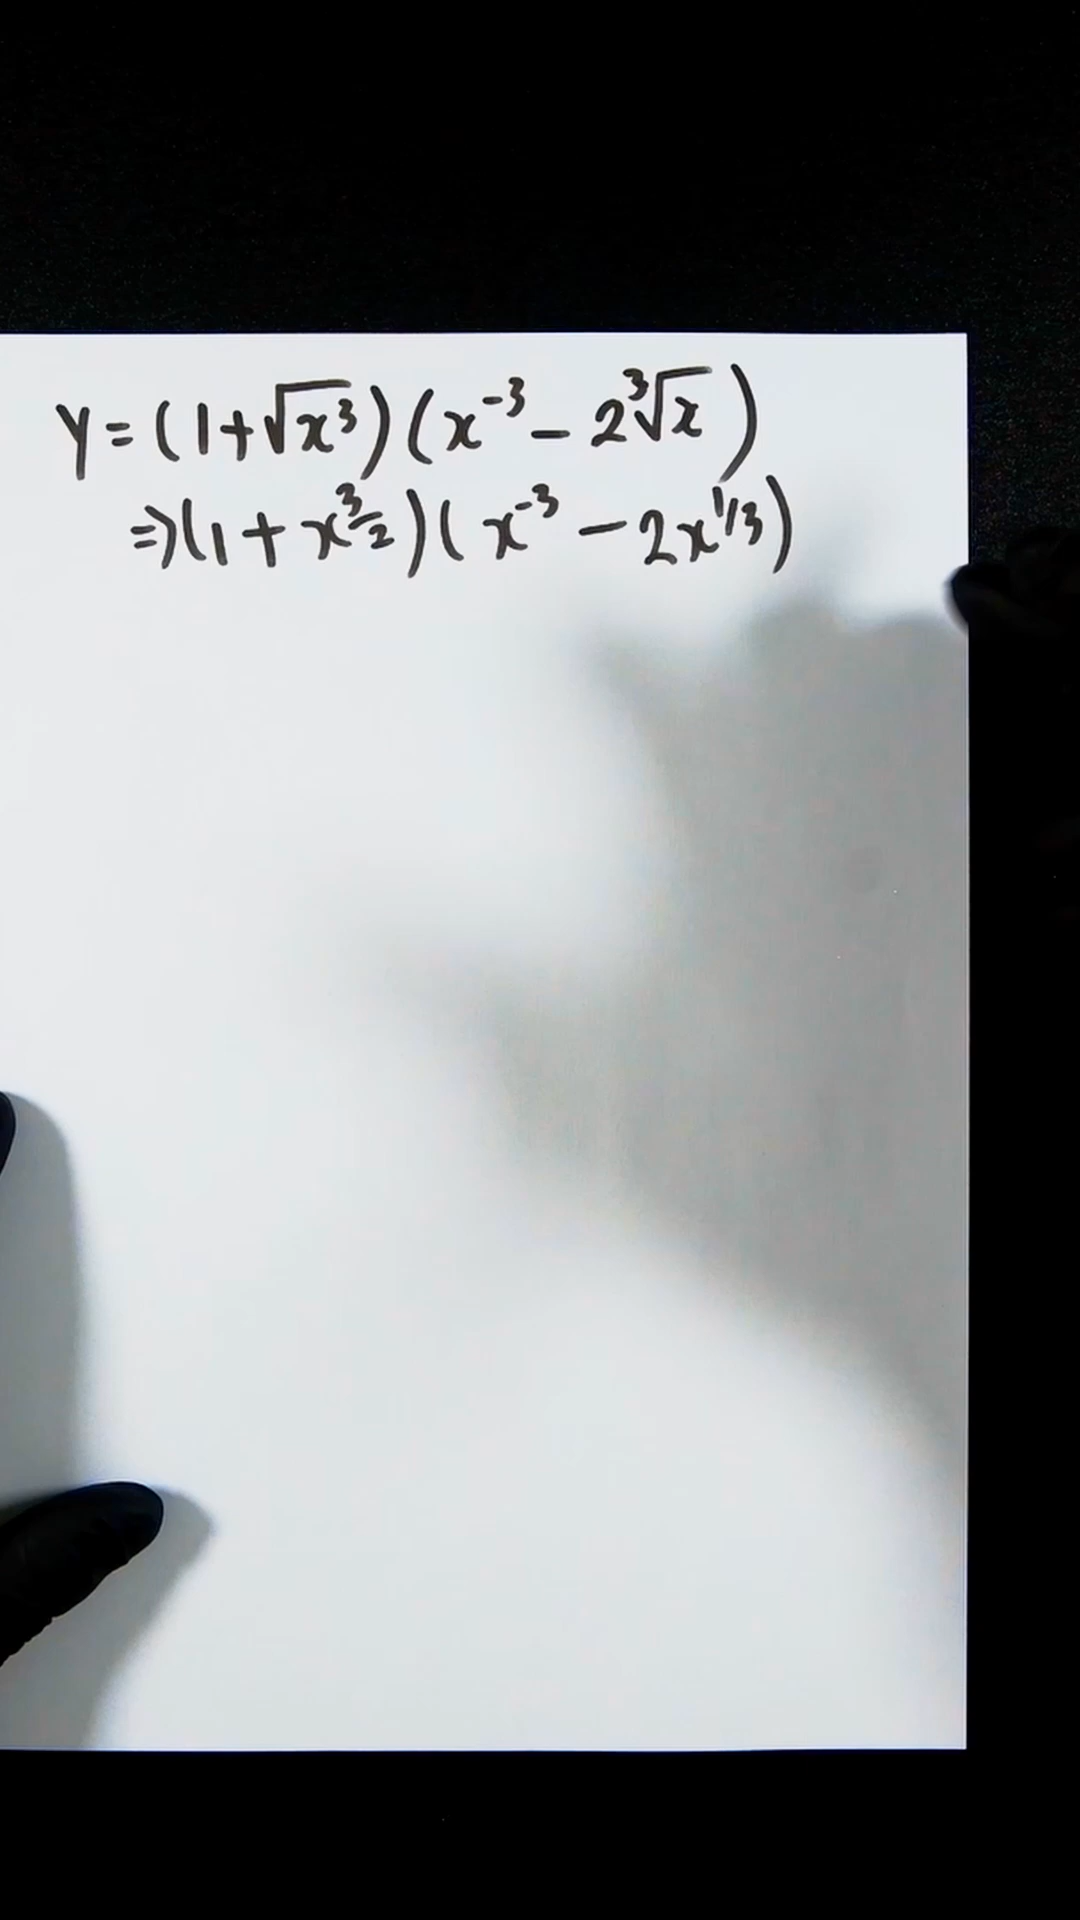 y = (1+√x³)(x⁻³ − 2∛x)
⇒(1 + x^3/2)(x⁻³ − 2x^1/3)